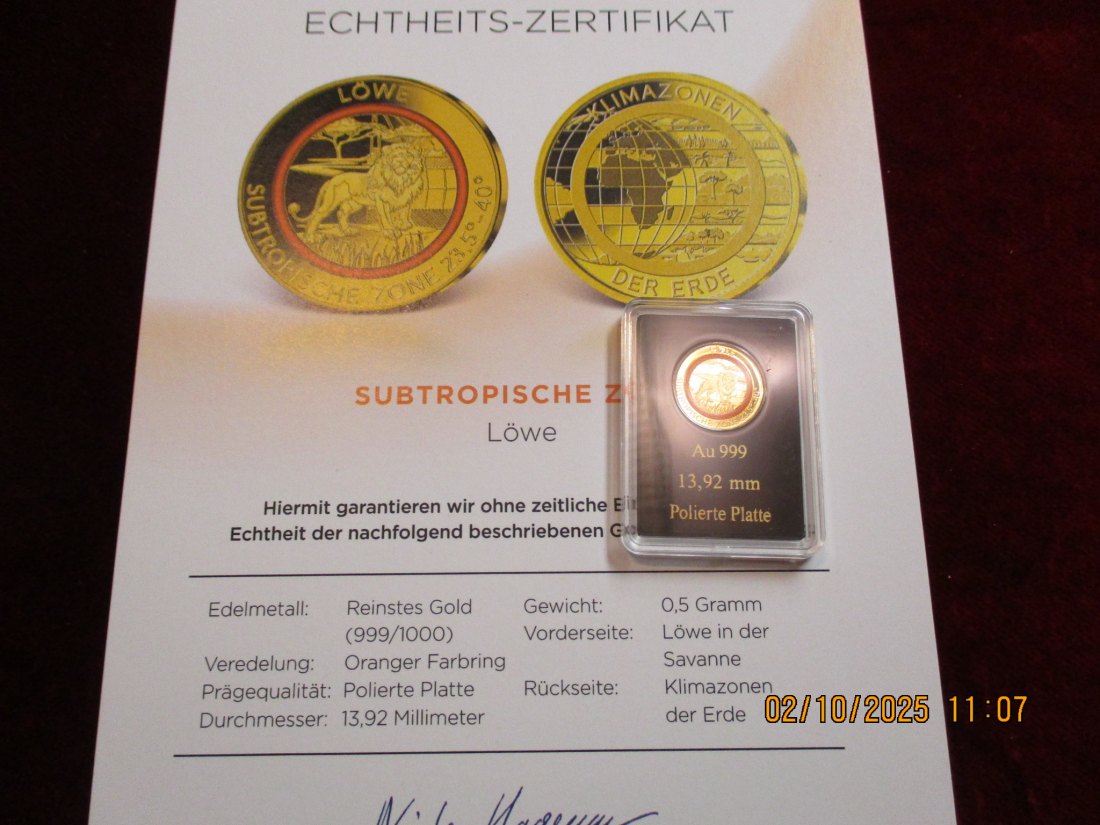 ECHTHEITS-ZERTIFIKAT
LÖWE
SUBTROPISCHE ZONE 23,5°-40°
KLIMAZONEN
DER ERDE
SUBTROPISCHE
Löwe
Au 999
13,92 mm
Polierte Platte
Hiermit garantieren wir ohne zeitliche
Echtheit der nachfolgend beschriebenen
Edelmetall: Reinstes Gold
(999/1000)
Veredelung: Oranger Farbring
Prägequalität: Polierte Platte
Durchmesser: 13,92 Millimeter
Gewicht: 0,5 Gramm
Vorderseite: Löwe in der
Savanne
Rückseite: Klimazonen
der Erde
02/10/2025 11:07